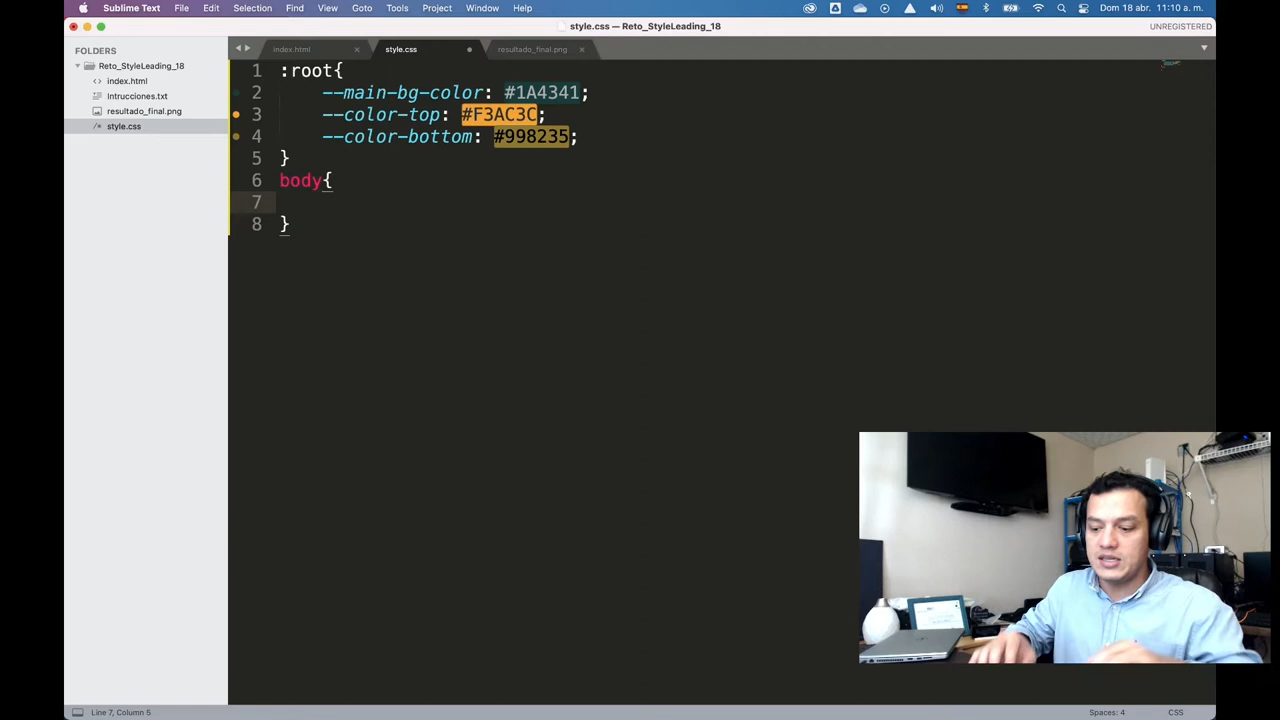 Sublime Text File Edit Selection Find View Goto Tools Project Window Help Dom 18 abr. 11:10 a. m.
style.css — Reto_StyleLeading_18 UNREGISTERED
FOLDERS
Reto_StyleLeading_18
<> index.html
Intrucciones.txt
resultado_final.png
/* style.css
index.html × style.css resultado_final.png ×
1 :root{
2 --main-bg-color: #1A4341;
3 --color-top: #F3AC3C;
4 --color-bottom: #998235;
5 }
6 body{
7
8 }
Line 7, Column 5 Spaces: 4 CSS